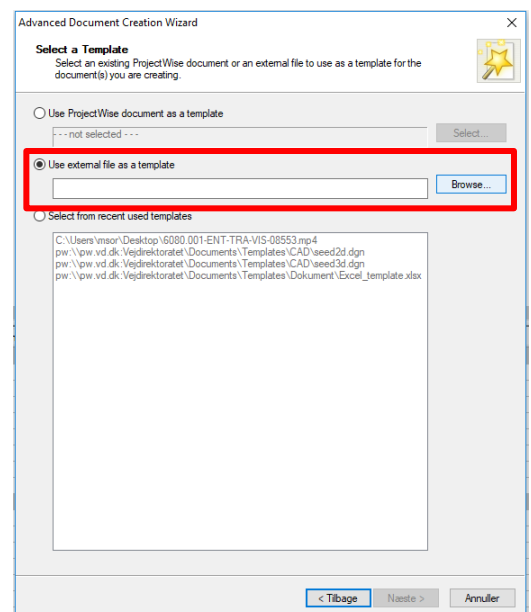 Advanced Document Creation Wizard
Select a Template
Select an existing ProjectWise document or an external file to use as a template for the
document(s) you are creating.
Use ProjectWise document as a template
- - - not selected - - -
Select...
Use external file as a template
Browse...
Select from recent used templates
C:\Users\msor\Desktop\6080.001-ENT-TRA-VIS-08553.mp4
pw:\\pw.vd.dk:Vejdirektoratet\Documents\Templates\CAD\seed2d.dgn
pw:\\pw.vd.dk:Vejdirektoratet\Documents\Templates\CAD\seed3d.dgn
pw:\\pw.vd.dk:Vejdirektoratet\Documents\Templates\Dokument\Excel_template.xlsx
< Tilbage
Næste >
Annuller